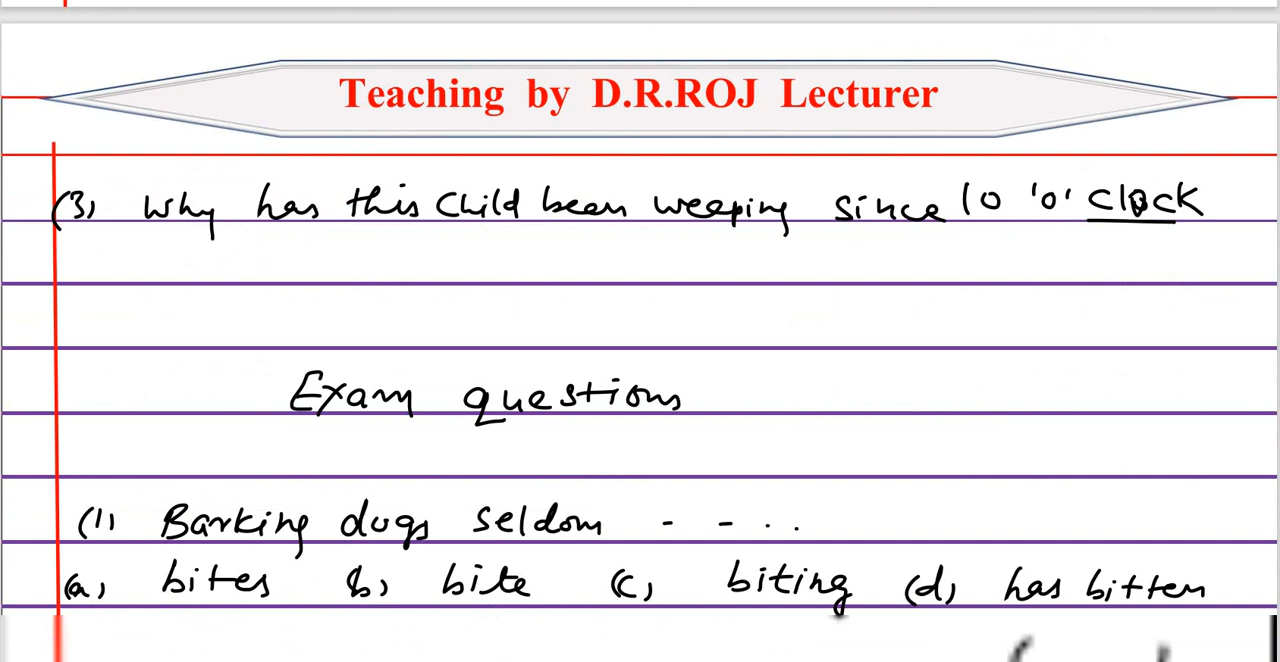 Teaching by D.R.ROJ Lecturer
(3) Why has this Child been weeping since 10 'o' Clock
Exam questions
(1) Barking dogs seldom - - . .
(a) bites b) bite (c) biting (d) has bitten